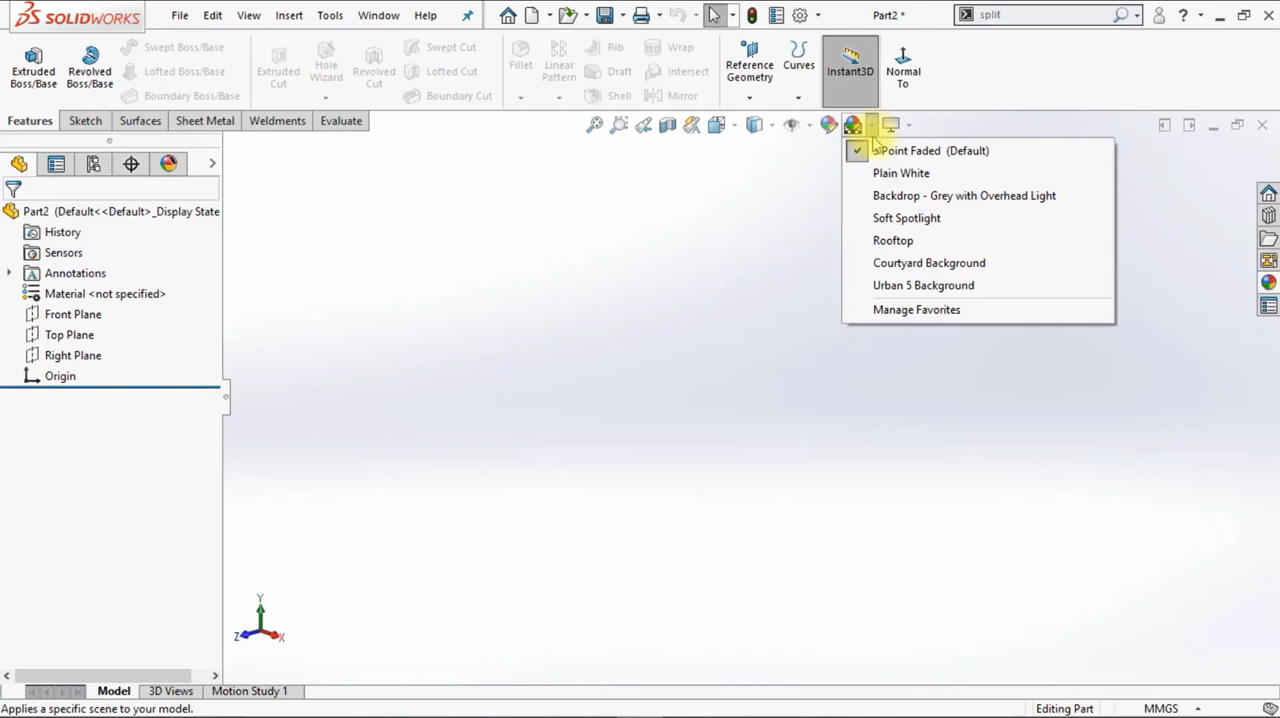 SOLIDWORKS File Edit View Insert Tools Window Help Part2 * split ?
Extruded Boss/Base
Revolved Boss/Base
Swept Boss/Base
Lofted Boss/Base
Boundary Boss/Base
Extruded Cut
Hole Wizard
Revolved Cut
Swept Cut
Lofted Cut
Boundary Cut
Fillet
Linear Pattern
Rib
Draft
Shell
Wrap
Intersect
Mirror
Reference Geometry
Curves
Instant3D
Normal To
Features Sketch Surfaces Sheet Metal Weldments Evaluate
Point Faded (Default)
Plain White
Backdrop - Grey with Overhead Light
Soft Spotlight
Rooftop
Courtyard Background
Urban 5 Background
Manage Favorites
Part2 (Default<<Default>_Display State
History
Sensors
Annotations
Material <not specified>
Front Plane
Top Plane
Right Plane
Origin
Y
Z X
Model 3D Views Motion Study 1
Applies a specific scene to your model. Editing Part MMGS